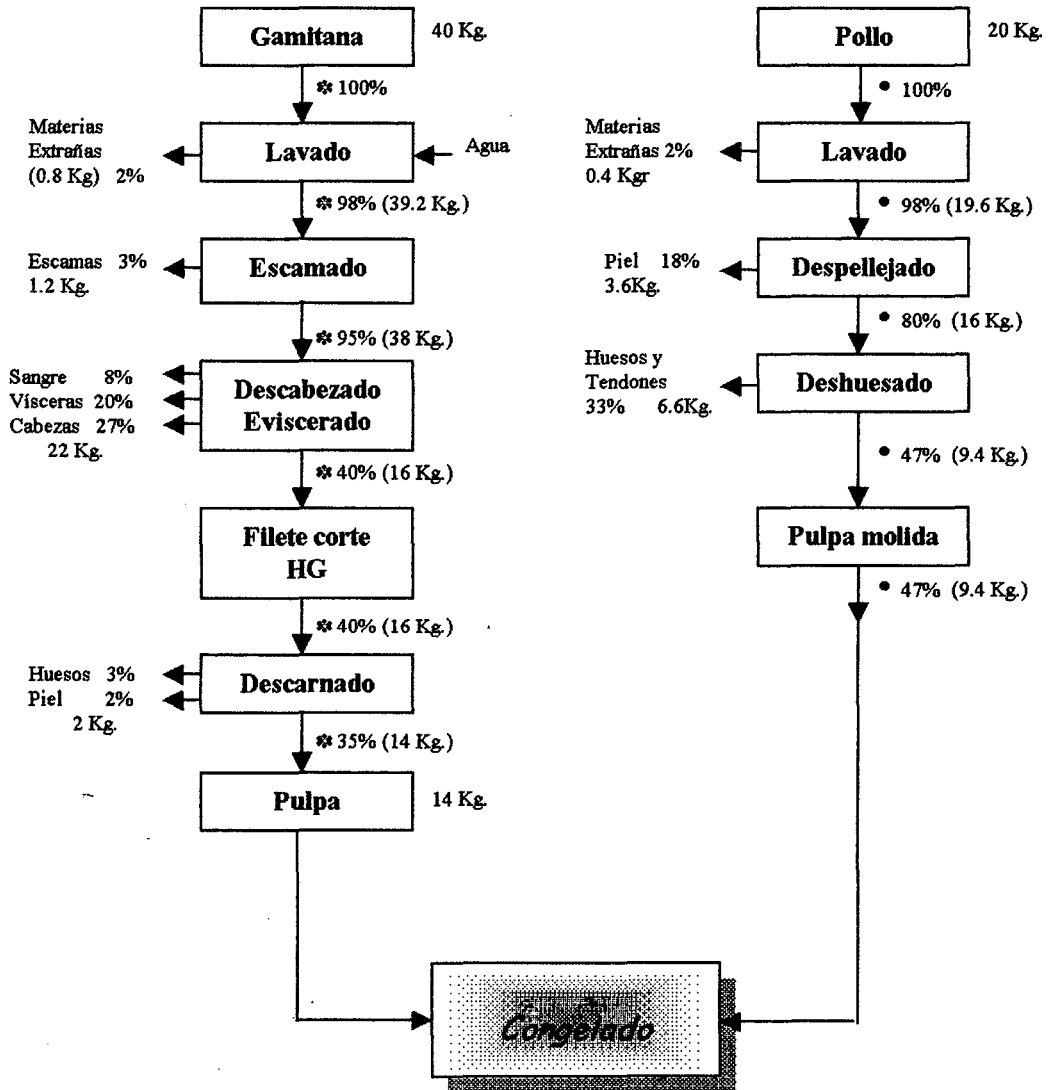 Gamitana
40 Kg.
✽ 100%
Materias
Extrañas
(0.8 Kg) 2%
Lavado
Agua
✽ 98% (39.2 Kg.)
Escamas 3%
1.2 Kg.
Escamado
✽ 95% (38 Kg.)
Sangre 8%
Vísceras 20%
Cabezas 27%
22 Kg.
Descabezado
Eviscerado
✽ 40% (16 Kg.)
Filete corte
HG
✽ 40% (16 Kg.)
Huesos 3%
Piel 2%
2 Kg.
Descarnado
✽ 35% (14 Kg.)
Pulpa
14 Kg.
Pollo
20 Kg.
• 100%
Materias
Extrañas 2%
0.4 Kgr
Lavado
• 98% (19.6 Kg.)
Piel 18%
3.6Kg.
Despellejado
• 80% (16 Kg.)
Huesos y
Tendones
33% 6.6Kg.
Deshuesado
• 47% (9.4 Kg.)
Pulpa molida
• 47% (9.4 Kg.)
Congelado